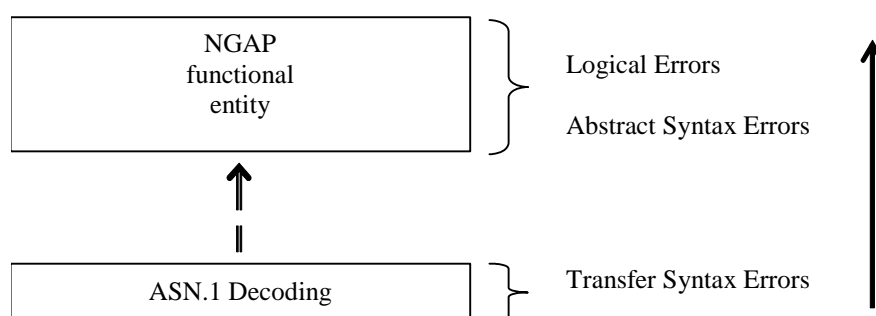 NGAP
functional
entity
Logical Errors
Abstract Syntax Errors
ASN.1 Decoding
Transfer Syntax Errors